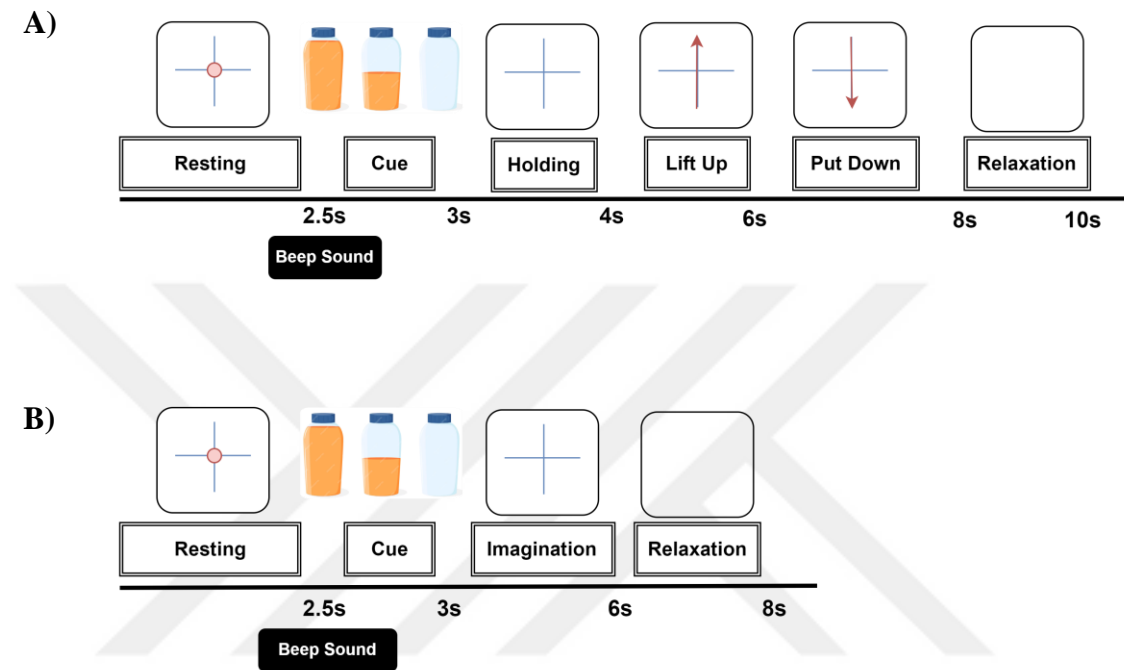 A)
Resting Cue Holding Lift Up Put Down Relaxation
2.5s 3s 4s 6s 8s 10s
Beep Sound
B)
Resting Cue Imagination Relaxation
2.5s 3s 6s 8s
Beep Sound